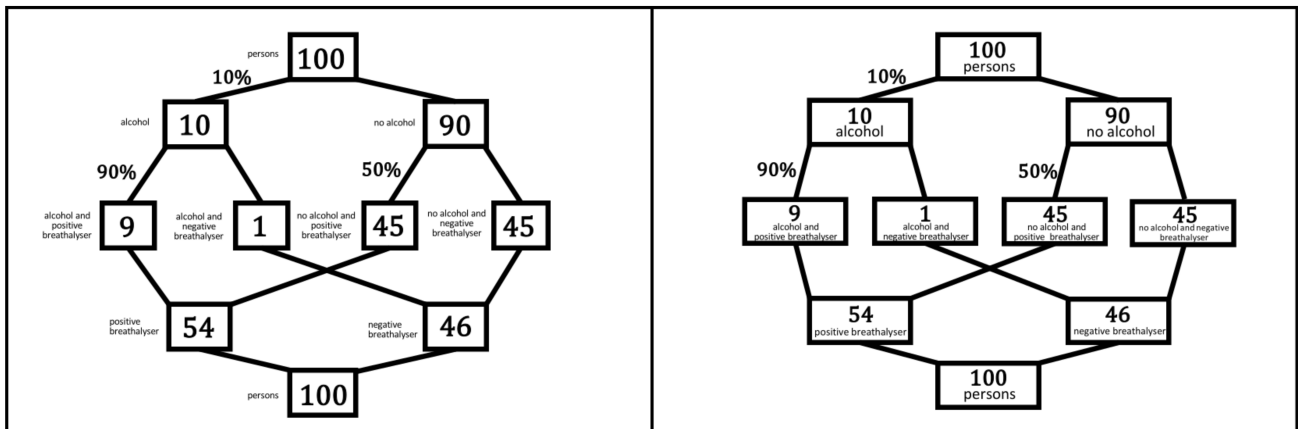 persons
100
10%
alcohol
10
no alcohol
90
90%
50%
alcohol and
positive
breathalyser
9
alcohol and
negative
breathalyser
1
no alcohol and
positive
breathalyser
45
no alcohol and
negative
breathalyser
45
positive
breathalyser
54
negative
breathalyser
46
persons
100
100
persons
10%
10
alcohol
90
no alcohol
90%
50%
9
alcohol and
positive breathalyser
1
alcohol and
negative breathalyser
45
no alcohol and
positive breathalyser
45
no alcohol and negative
breathalyser
54
positive breathalyser
46
negative breathalyser
100
persons